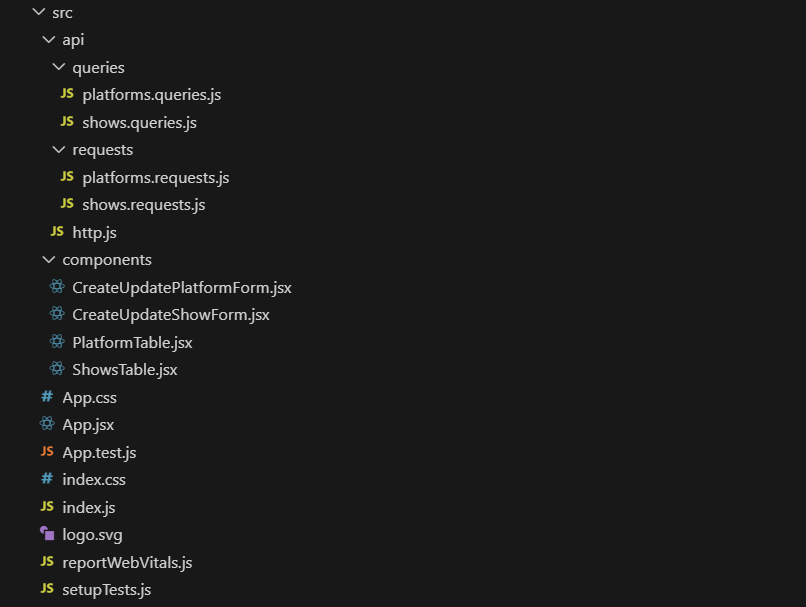 src
api
queries
JS platforms.queries.js
JS shows.queries.js
requests
JS platforms.requests.js
JS shows.requests.js
JS http.js
components
CreateUpdatePlatformForm.jsx
CreateUpdateShowForm.jsx
PlatformTable.jsx
ShowsTable.jsx
# App.css
App.jsx
JS App.test.js
# index.css
JS index.js
logo.svg
JS reportWebVitals.js
JS setupTests.js